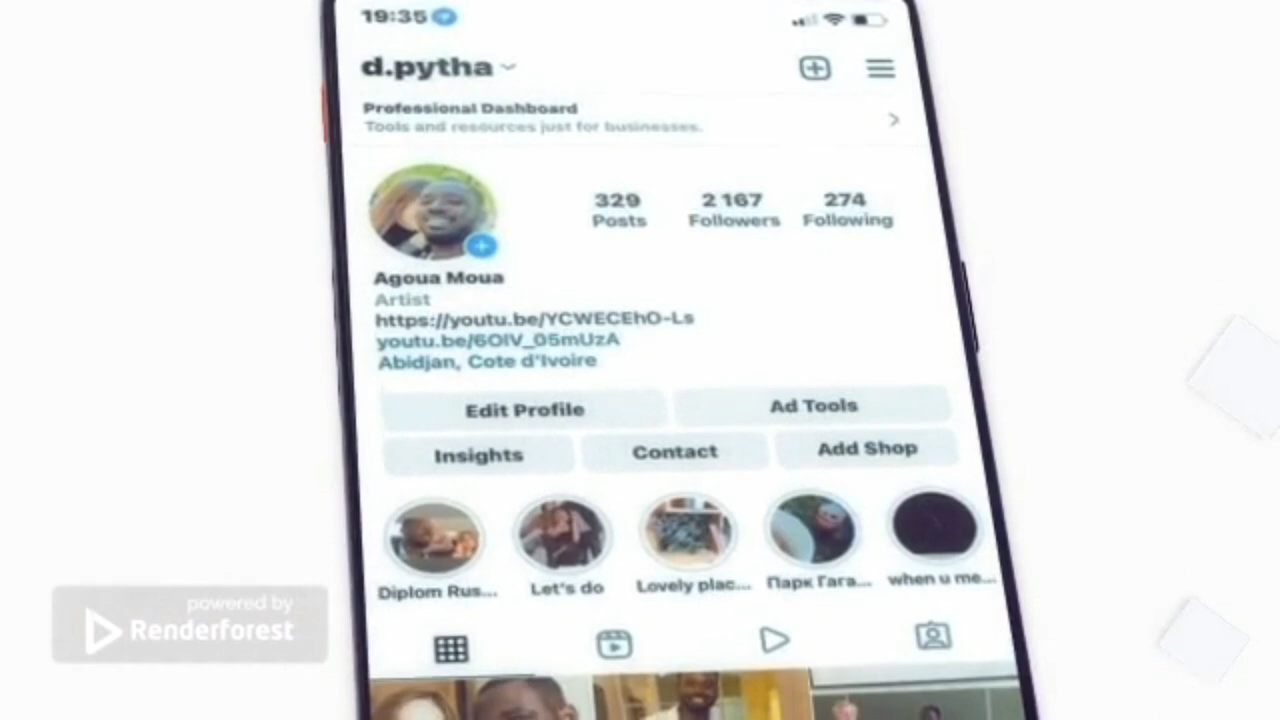 19:35
d.pytha
Professional Dashboard
Tools and resources just for businesses.
329 2 167 274
Posts Followers Following
Agoua Moua
Artist
https://youtu.be/YCWECEhO-Ls
youtu.be/6OIV_05mUzA
Abidjan, Cote d'Ivoire
Edit Profile Ad Tools
Insights Contact Add Shop
Diplom Rus... Let's do Lovely plac... Парк Гага... when u me...
powered by
Renderforest